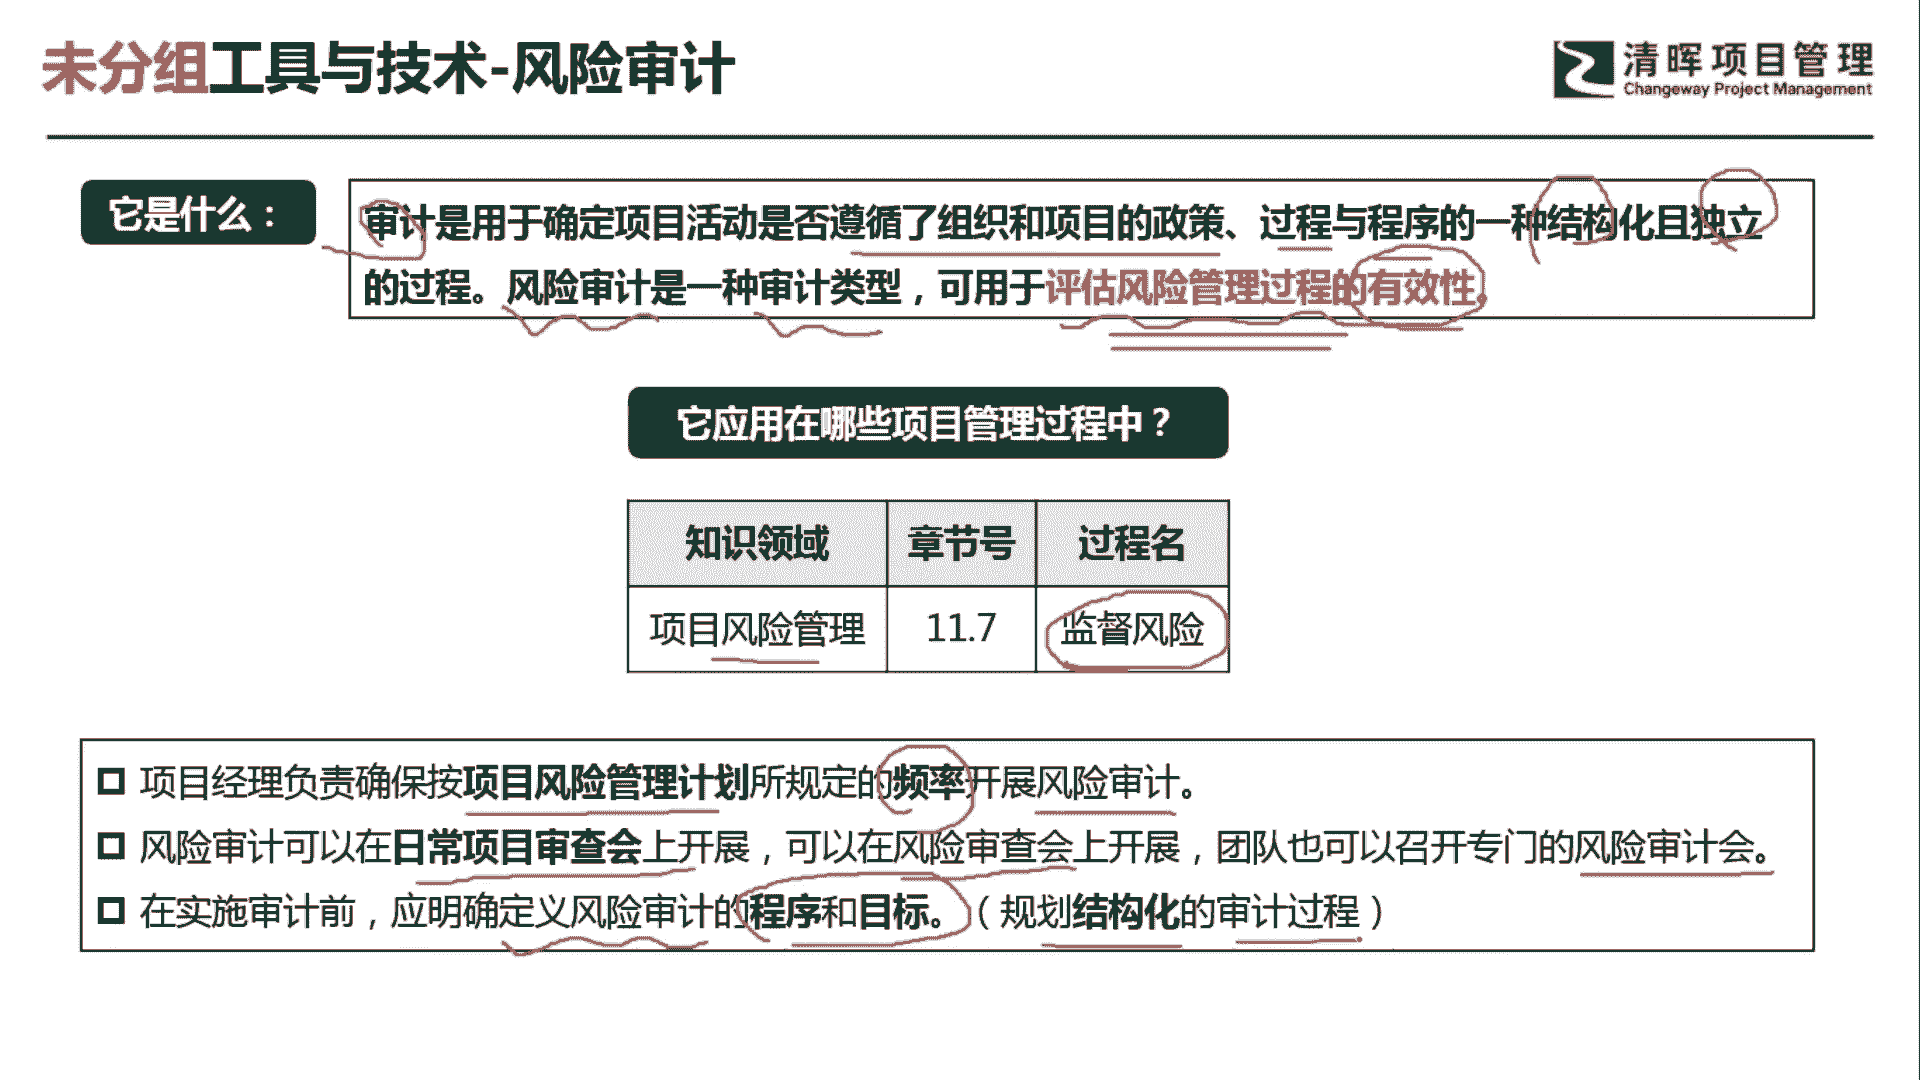 未分组工具与技术-风险审计
清晖项目管理
Changeway Project Management
它是什么：
审计是用于确定项目活动是否遵循了组织和项目的政策、过程与程序的一种结构化且独立
的过程。风险审计是一种审计类型，可用于评估风险管理过程的有效性。
它应用在哪些项目管理过程中？
知识领域 章节号 过程名
项目风险管理 11.7 监督风险
项目经理负责确保按项目风险管理计划所规定的频率开展风险审计。
风险审计可以在日常项目审查会上开展，可以在风险审查会上开展，团队也可以召开专门的风险审计会。
在实施审计前，应明确定义风险审计的程序和目标。（规划结构化的审计过程）